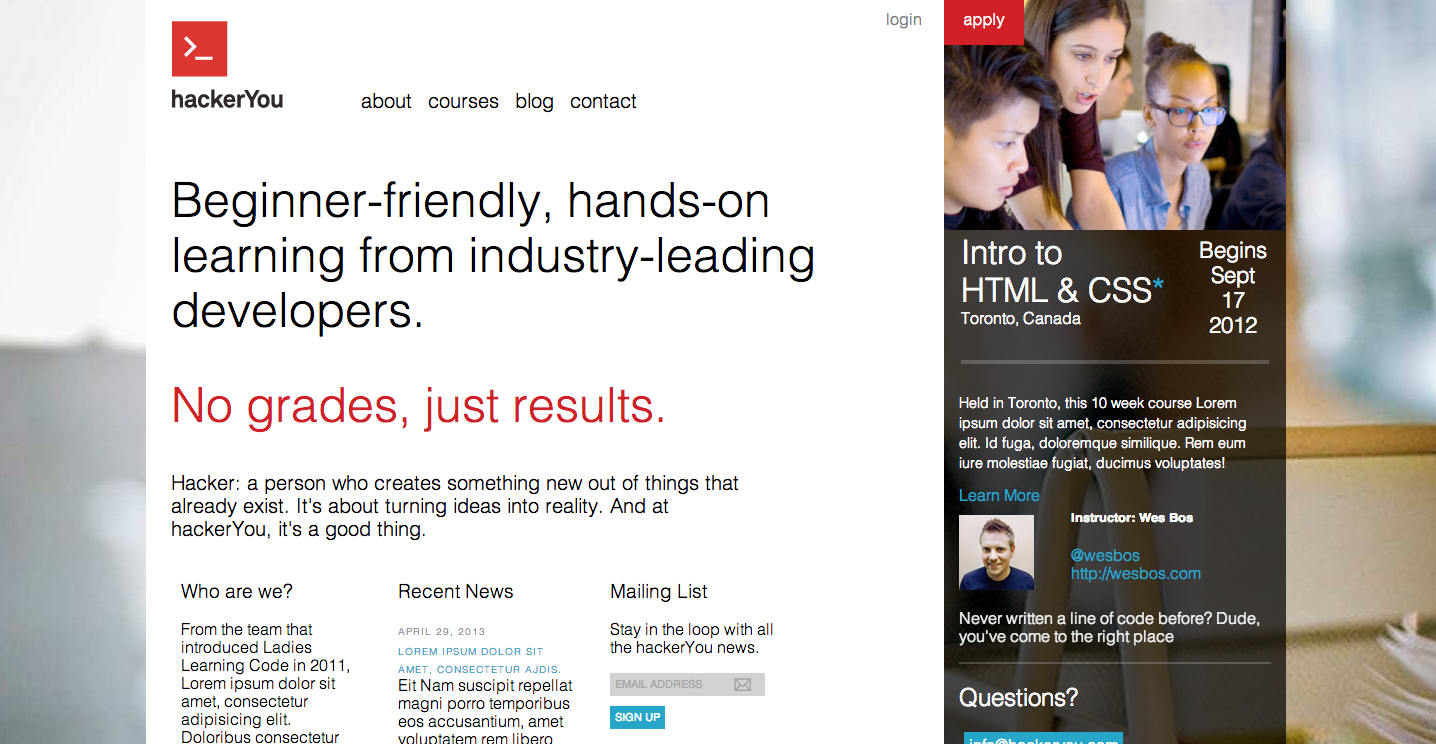 login
apply
hackerYou
about courses blog contact
Beginner-friendly, hands-on
learning from industry-leading
developers.
No grades, just results.
Hacker: a person who creates something new out of things that
already exist. It's about turning ideas into reality. And at
hackerYou, it's a good thing.
Who are we?
From the team that
introduced Ladies
Learning Code in 2011,
Lorem ipsum dolor sit
amet, consectetur
adipisicing elit.
Doloribus consectetur
Recent News
APRIL 29, 2013
LOREM IPSUM DOLOR SIT
AMET, CONSECTETUR AJDIS.
Eit Nam suscipit repellat
magni porro temporibus
eos accusantium, amet
voluptatem rem libero
Mailing List
Stay in the loop with all
the hackerYou news.
EMAIL ADDRESS
SIGN UP
Intro to
HTML & CSS*
Toronto, Canada
Begins
Sept
17
2012
Held in Toronto, this 10 week course Lorem
ipsum dolor sit amet, consectetur adipisicing
elit. Id fuga, doloremque similique. Rem eum
iure molestiae fugiat, ducimus voluptates!
Learn More
Instructor: Wes Bos
@wesbos
http://wesbos.com
Never written a line of code before? Dude,
you've come to the right place
Questions?
info@hackeryou.com